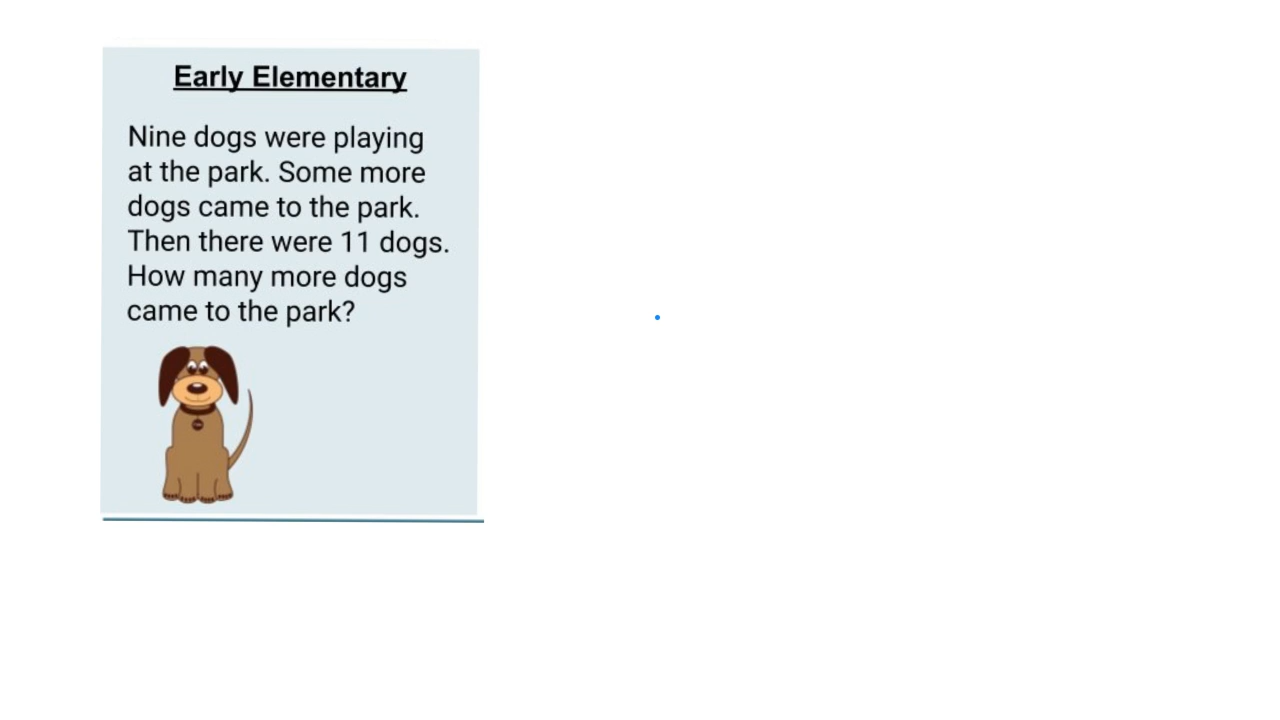 Early Elementary
Nine dogs were playing
at the park. Some more
dogs came to the park.
Then there were 11 dogs.
How many more dogs
came to the park?